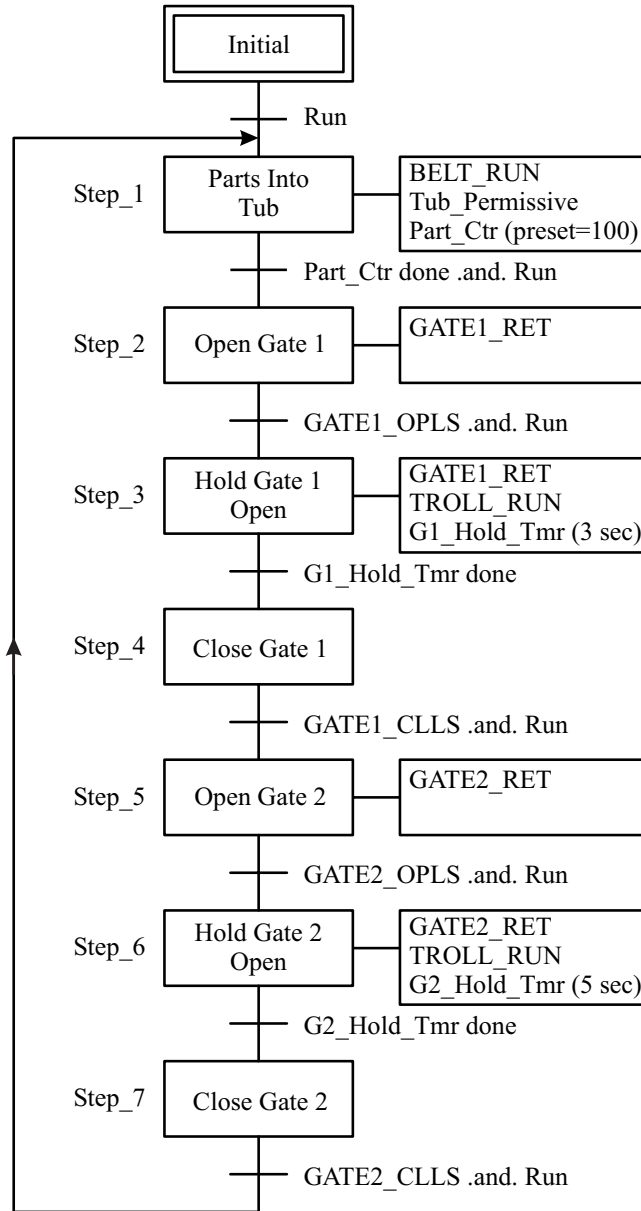 Initial
Run
Step_1
Parts Into
Tub
BELT_RUN
Tub_Permissive
Part_Ctr (preset=100)
Part_Ctr done .and. Run
Step_2
Open Gate 1
GATE1_RET
GATE1_OPLS .and. Run
Step_3
Hold Gate 1
Open
GATE1_RET
TROLL_RUN
G1_Hold_Tmr (3 sec)
G1_Hold_Tmr done
Step_4
Close Gate 1
GATE1_CLLS .and. Run
Step_5
Open Gate 2
GATE2_RET
GATE2_OPLS .and. Run
Step_6
Hold Gate 2
Open
GATE2_RET
TROLL_RUN
G2_Hold_Tmr (5 sec)
G2_Hold_Tmr done
Step_7
Close Gate 2
GATE2_CLLS .and. Run